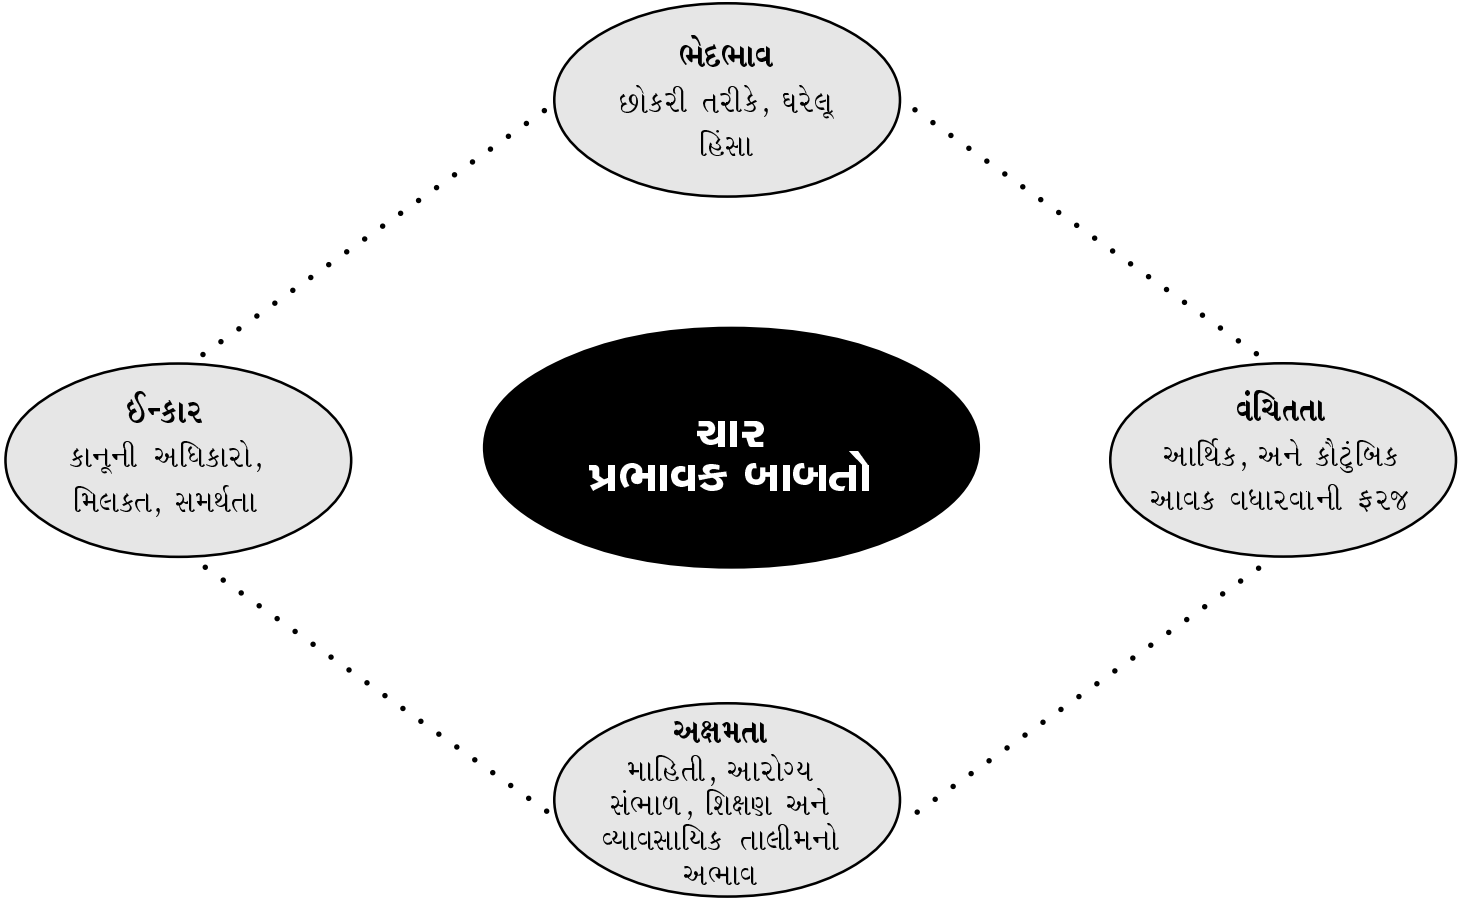 ભેદભાવ
છોકરી તરીકે, ઘરેલૂ
હિંસા
ઈન્કાર
કાનૂની અધિકારો,
મિલકત, સમર્થતા
ચાર
પ્રભાવક બાબતો
વંચિતતા
આર્થિક, અને કૌટુંબિક
આવક વધારવાની ફરજ
અક્ષમતા
માહિતી, આરોગ્ય
સંભાળ, શિક્ષણ અને
વ્યાવસાયિક તાલીમનો
અભાવ